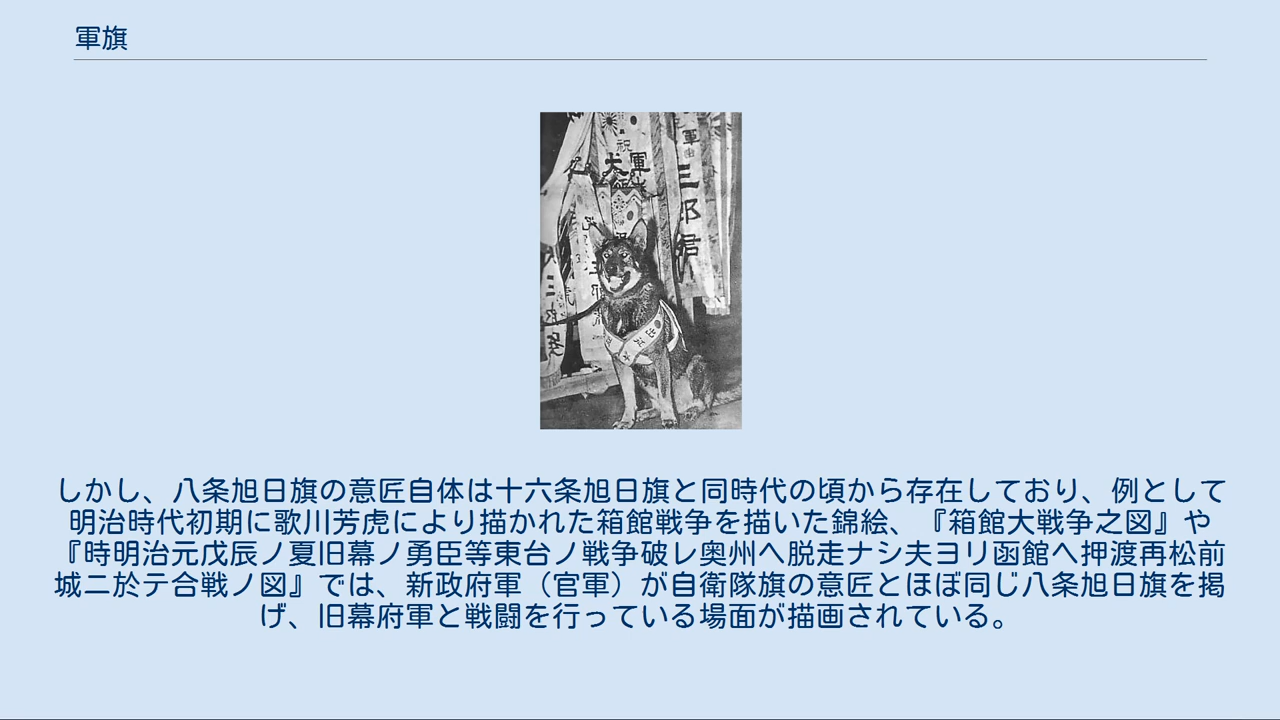 軍旗
祝
軍犬
三郎君
しかし、八条旭日旗の意匠自体は十六条旭日旗と同時代の頃から存在しており、例として
明治時代初期に歌川芳虎により描かれた箱館戦争を描いた錦絵、『箱館大戦争之図』や
『時明治元戊辰ノ夏旧幕ノ勇臣等東台ノ戦争破レ奥州へ脱走ナシ夫ヨリ函館へ押渡再松前
城ニ於テ合戦ノ図』では、新政府軍（官軍）が自衛隊旗の意匠とほぼ同じ八条旭日旗を掲
げ、旧幕府軍と戦闘を行っている場面が描画されている。